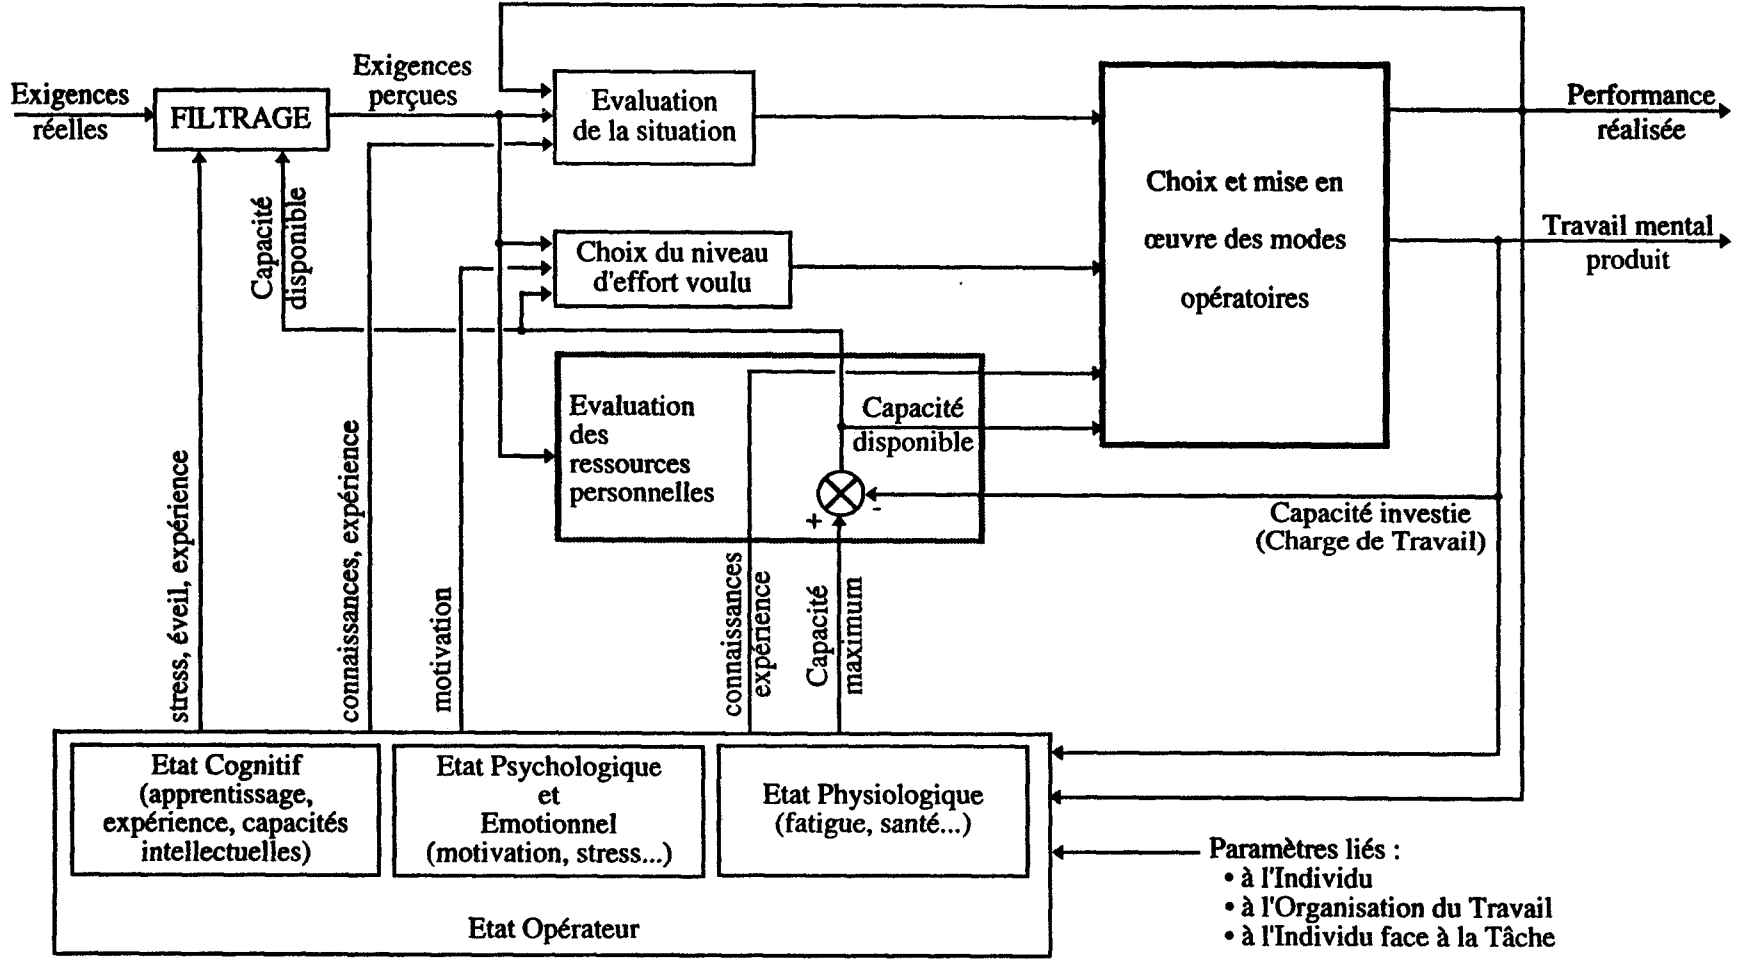 Exigences
réelles
FILTRAGE
Exigences
perçues
Evaluation
de la situation
Choix et mise en
œuvre des modes
opératoires
Performance
réalisée
Travail mental
produit
Capacité
disponible
Choix du niveau
d'effort voulu
Evaluation
des
ressources
personnelles
Capacité
disponible
+
-
Capacité investie
(Charge de Travail)
stress, éveil, expérience
connaissances, expérience
motivation
connaissances
expérience
Capacité
maximum
Etat Cognitif
(apprentissage,
expérience, capacités
intellectuelles)
Etat Psychologique
et
Emotionnel
(motivation, stress...)
Etat Physiologique
(fatigue, santé...)
Etat Opérateur
Paramètres liés :
• à l'Individu
• à l'Organisation du Travail
• à l'Individu face à la Tâche